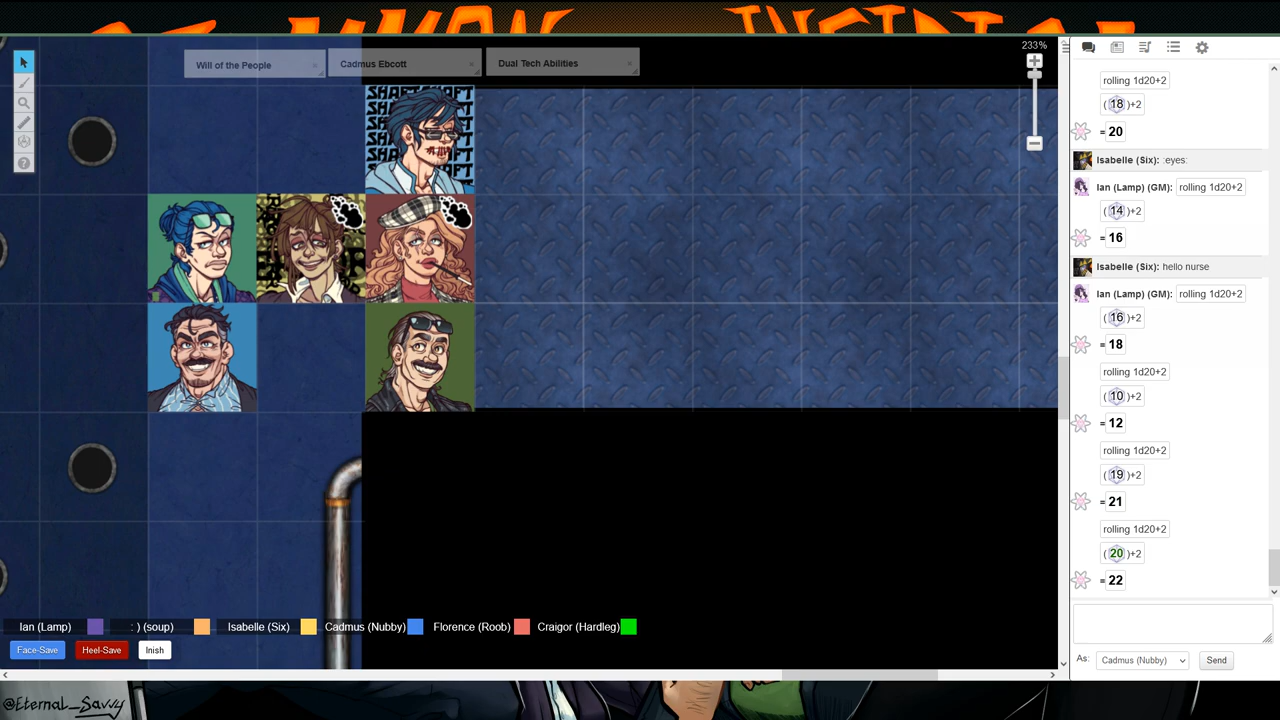 233%
Will of the People ×
Cadmus Ebcott ×
Dual Tech Abilities ×
SHAFT
SHAFT
SHAFT
rolling 1d20+2
(18)+2
= 20
Isabelle (Six): :eyes:
Ian (Lamp) (GM): rolling 1d20+2
(14)+2
= 16
Isabelle (Six): hello nurse
Ian (Lamp) (GM): rolling 1d20+2
(16)+2
= 18
rolling 1d20+2
(10)+2
= 12
rolling 1d20+2
(19)+2
= 21
rolling 1d20+2
(20)+2
= 22
Ian (Lamp)
: ) (soup)
Isabelle (Six)
Cadmus (Nubby)
Florence (Roob)
Craigor (Hardleg)
Face-Save
Heel-Save
Inish
As: Cadmus (Nubby)
Send
@Eternal_Savvy